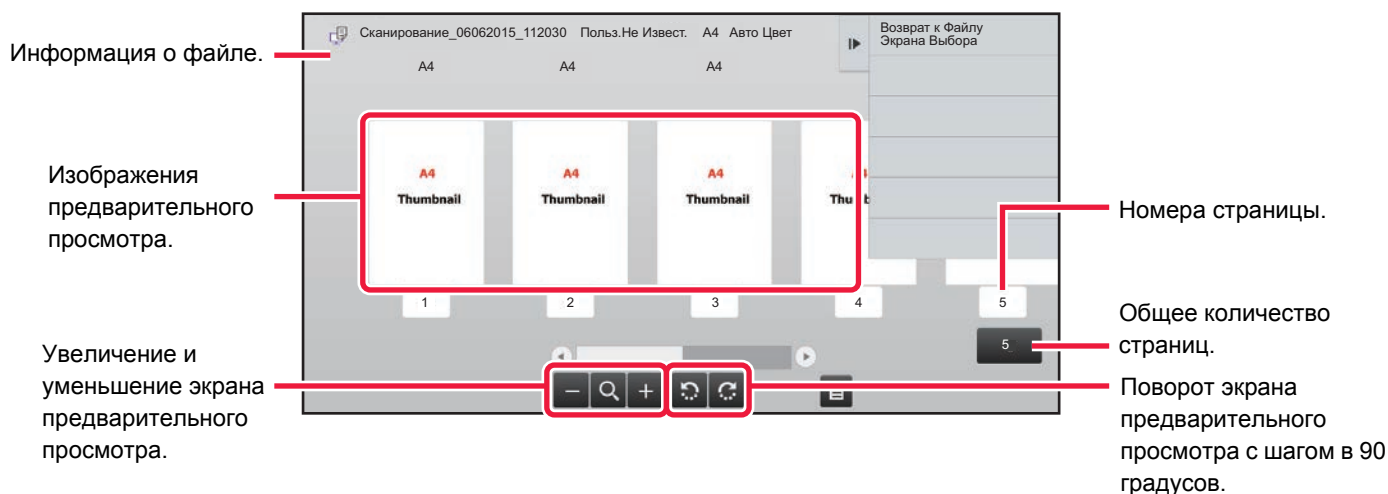 Информация о файле.
Сканирование_06062015_112030 Польз.Не Извест. A4 Авто Цвет
Возврат к Файлу
Экрана Выбора
A4 A4 A4
Изображения
предварительного
просмотра.
A4 A4 A4
Thumbnail Thumbnail Thumbnail
Номера страницы.
1 2 3 4 5
Общее количество
страниц.
5
Увеличение и
уменьшение экрана
предварительного
просмотра.
Поворот экрана
предварительного
просмотра с шагом в 90
градусов.